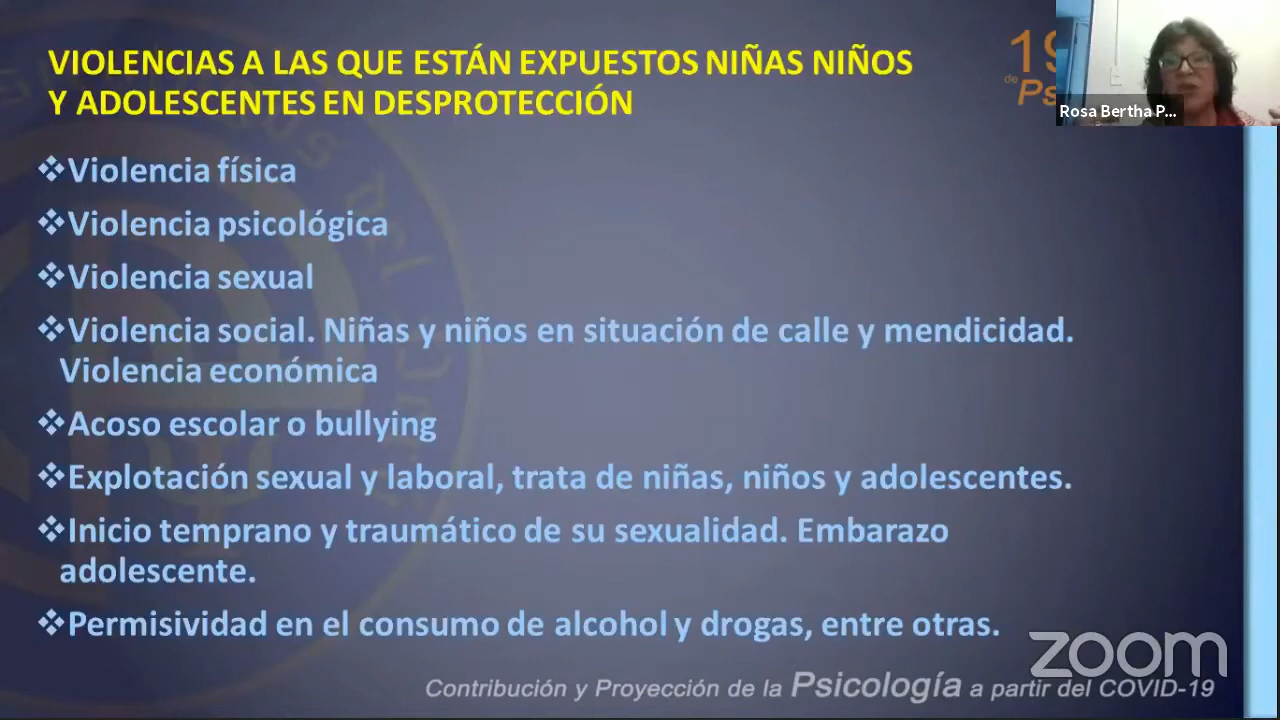 VIOLENCIAS A LAS QUE ESTÁN EXPUESTOS NIÑAS NIÑOS
Y ADOLESCENTES EN DESPROTECCIÓN
19
de
Ps
Rosa Bertha P...
❖Violencia física
❖Violencia psicológica
❖Violencia sexual
❖Violencia social. Niñas y niños en situación de calle y mendicidad.
Violencia económica
❖Acoso escolar o bullying
❖Explotación sexual y laboral, trata de niñas, niños y adolescentes.
❖Inicio temprano y traumático de su sexualidad. Embarazo
adolescente.
❖Permisividad en el consumo de alcohol y drogas, entre otras.
zoom
Contribución y Proyección de la Psicología a partir del COVID-19